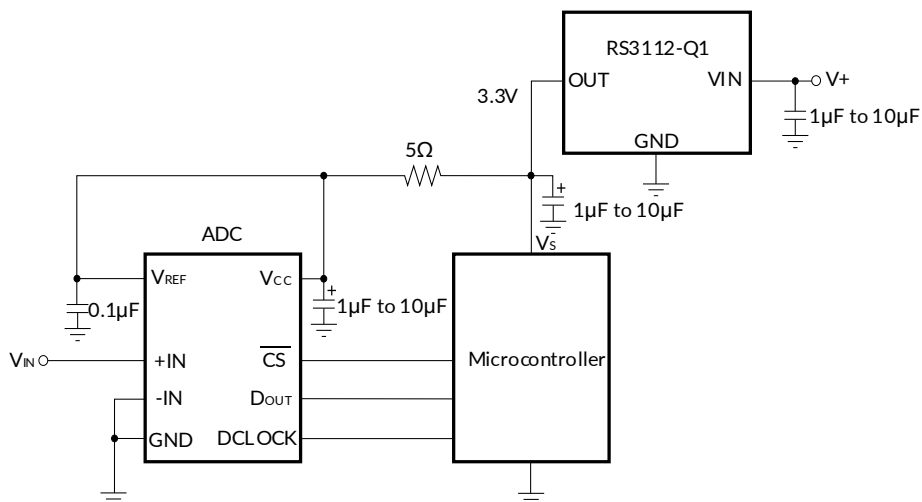 RS3112-Q1
OUT VIN V+
3.3V
1µF to 10µF
GND
5Ω
+
1µF to 10µF
ADC
VS
VREF VCC
+
0.1µF 1µF to 10µF
VIN +IN CS Microcontroller
-IN DOUT
GND DCLOCK